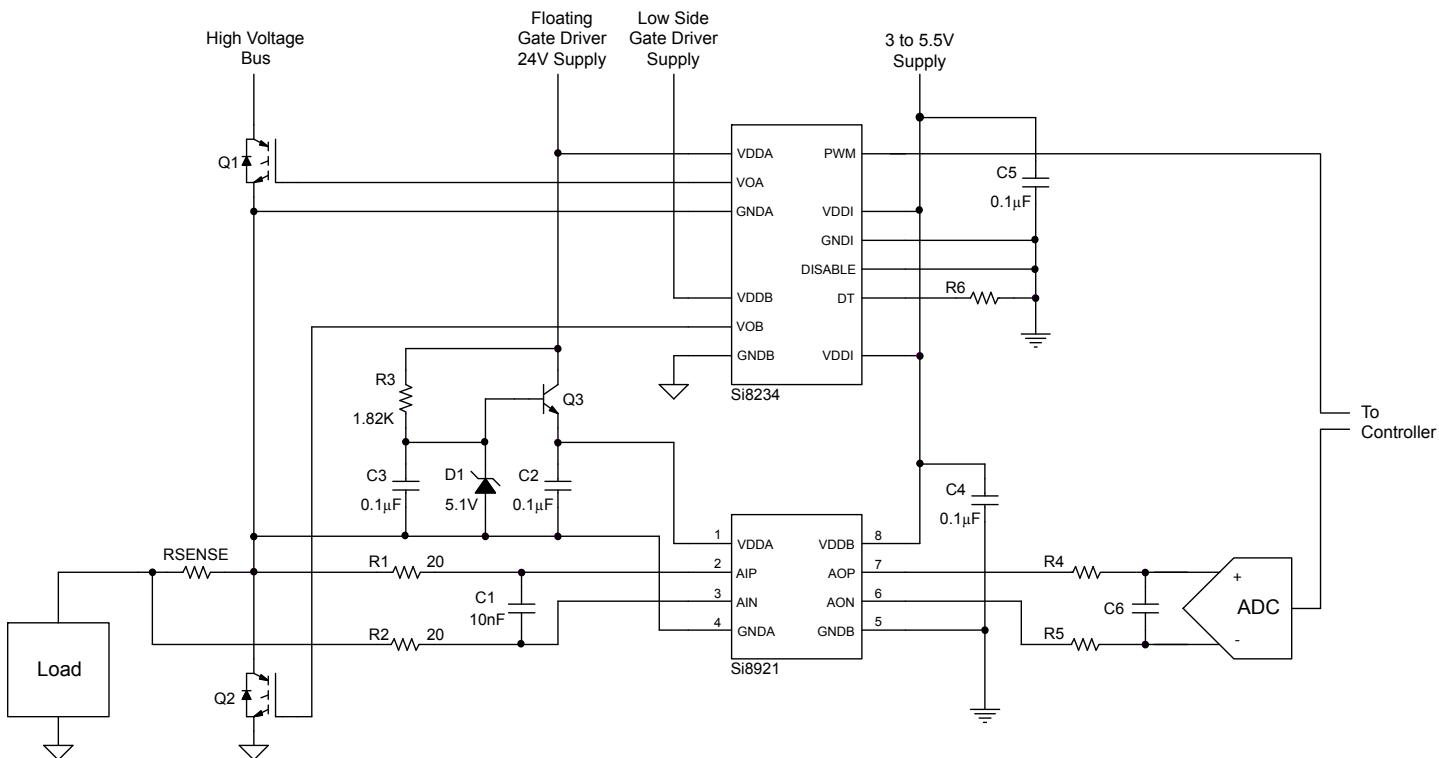 High Voltage
Bus
Floating
Gate Driver
24V Supply
Low Side
Gate Driver
Supply
3 to 5.5V
Supply
Q1
VDDA
VOA
GNDA
VDDB
VOB
GNDB
PWM
VDDI
GNDI
DISABLE
DT
VDDI
Si8234
C5
0.1μF
R6
R3
1.82K
Q3
C3
0.1μF
D1
5.1V
C2
0.1μF
To
Controller
C4
0.1μF
RSENSE
R1 20
C1
10nF
R2 20
1
2
3
4
VDDA
AIP
AIN
GNDA
VDDB
AOP
AON
GNDB
8
7
6
5
Si8921
R4
C6
R5
+
ADC
-
Load
Q2